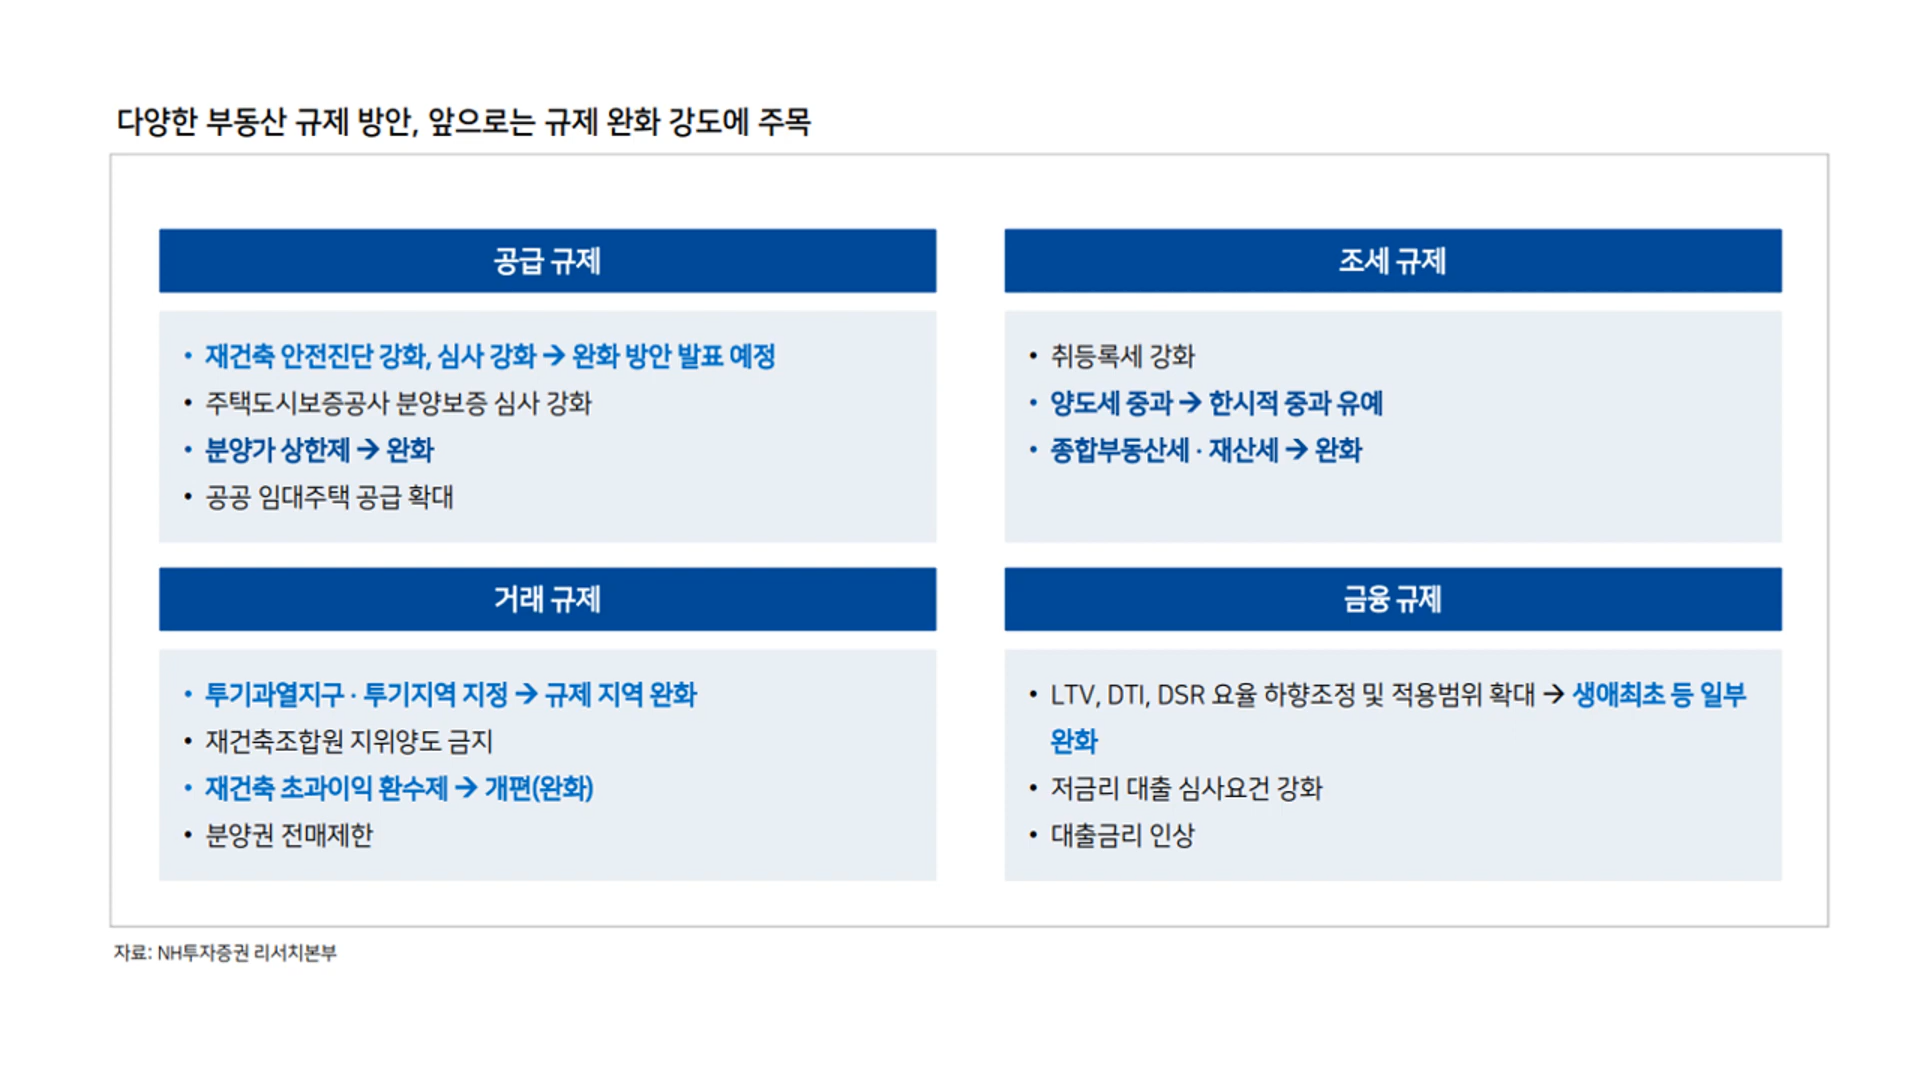 다양한 부동산 규제 방안, 앞으로는 규제 완화 강도에 주목
공급 규제
• 재건축 안전진단 강화, 심사 강화 → 완화 방안 발표 예정
• 주택도시보증공사 분양보증 심사 강화
• 분양가 상한제 → 완화
• 공공 임대주택 공급 확대
조세 규제
• 취등록세 강화
• 양도세 중과 → 한시적 중과 유예
• 종합부동산세 · 재산세 → 완화
거래 규제
• 투기과열지구 · 투기지역 지정 → 규제 지역 완화
• 재건축조합원 지위양도 금지
• 재건축 초과이익 환수제 → 개편(완화)
• 분양권 전매제한
금융 규제
• LTV, DTI, DSR 요율 하향조정 및 적용범위 확대 → 생애최초 등 일부
완화
• 저금리 대출 심사요건 강화
• 대출금리 인상
자료: NH투자증권 리서치본부